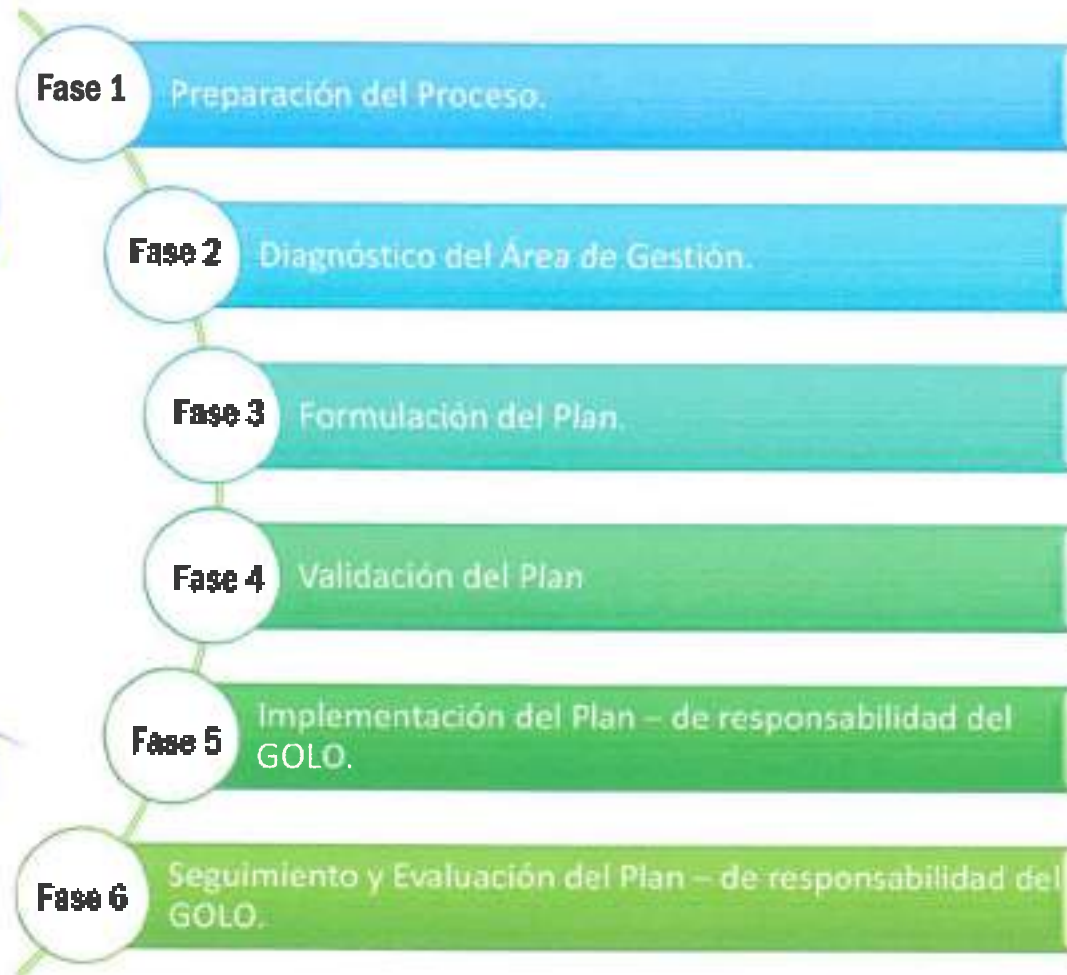 Fase 1
Preparación del Proceso.
Fase 2
Diagnóstico del Área de Gestión.
Fase 3
Formulación del Plan.
Fase 4
Validación del Plan
Fase 5
Implementación del Plan – de responsabilidad del
GOLO.
Fase 6
Seguimiento y Evaluación del Plan – de responsabilidad del
GOLO.